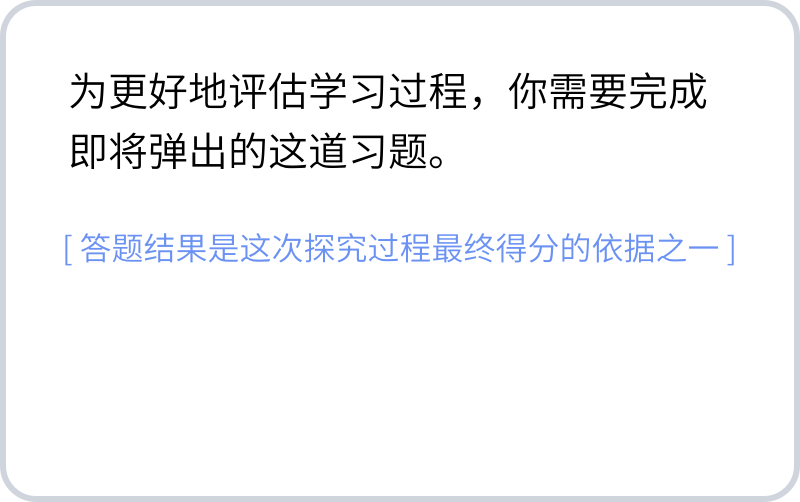 为更好地评估学习过程，你需要完成
即将弹出的这道习题。
[ 答题结果是这次探究过程最终得分的依据之一 ]